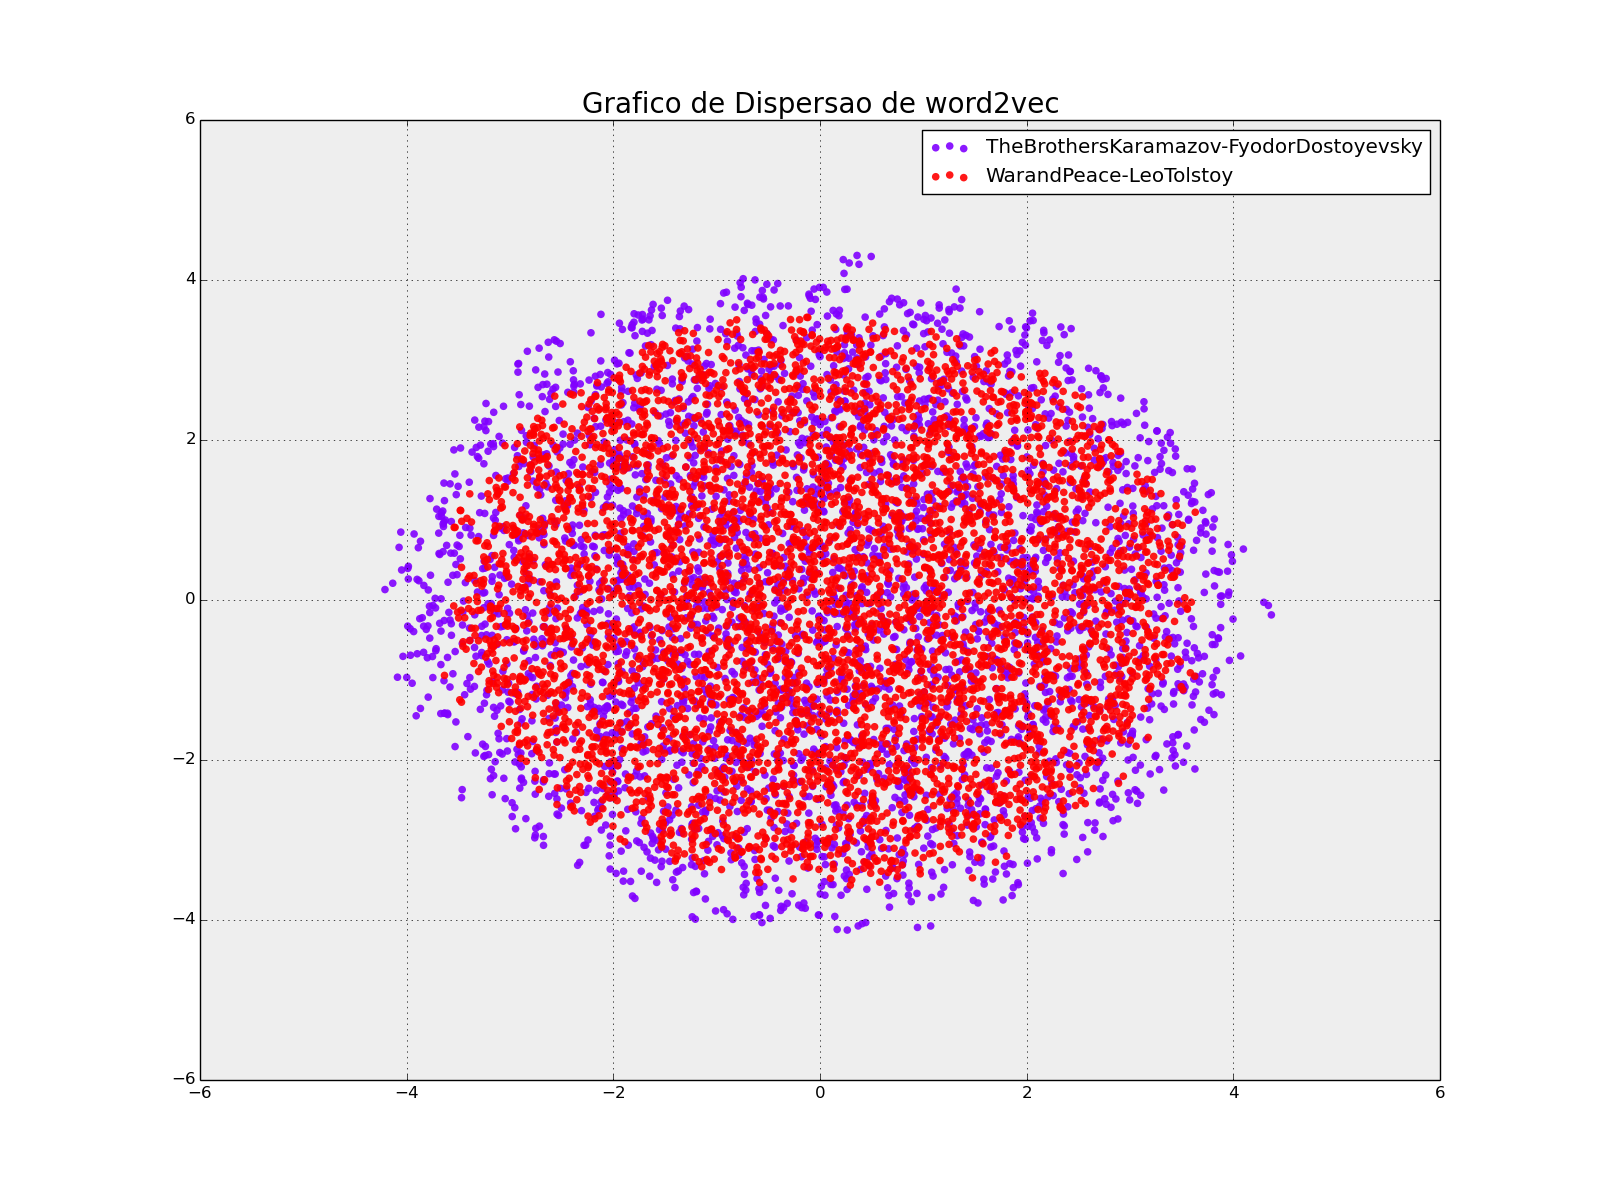 Grafico de Dispersao de word2vec
TheBrothersKaramazov-FyodorDostoyevsky
WarandPeace-LeoTolstoy
6
4
2
0
−2
−4
−6
−6 −4 −2 0 2 4 6